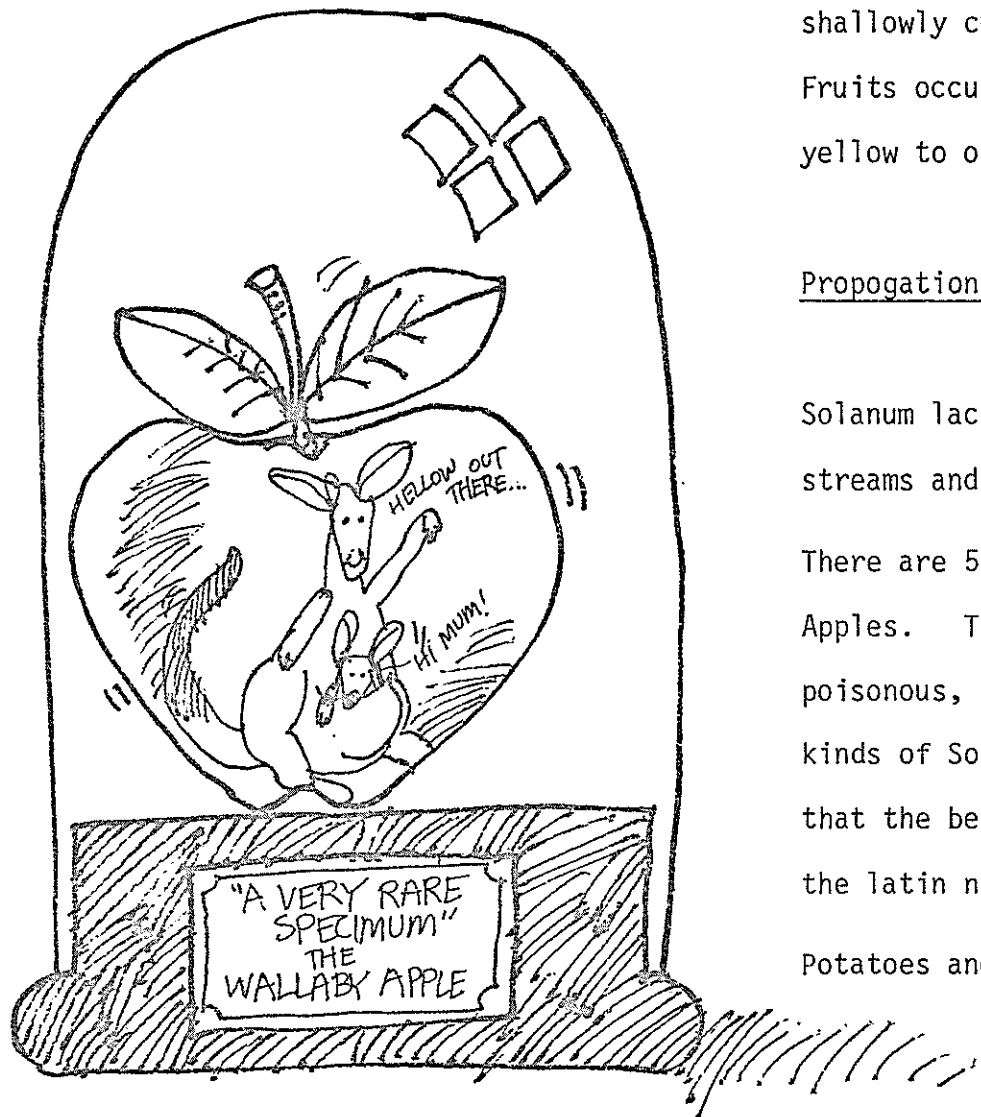 shallowly c
Fruits occu
yellow to o
Propogation
Solanum lac
streams and
There are 5
Apples. T
poisonous,
kinds of So
that the be
the latin n
Potatoes and
HELLOW OUT
THERE...
HI MUM!
"A VERY RARE
SPECIMUM"
THE
WALLABY APPLE